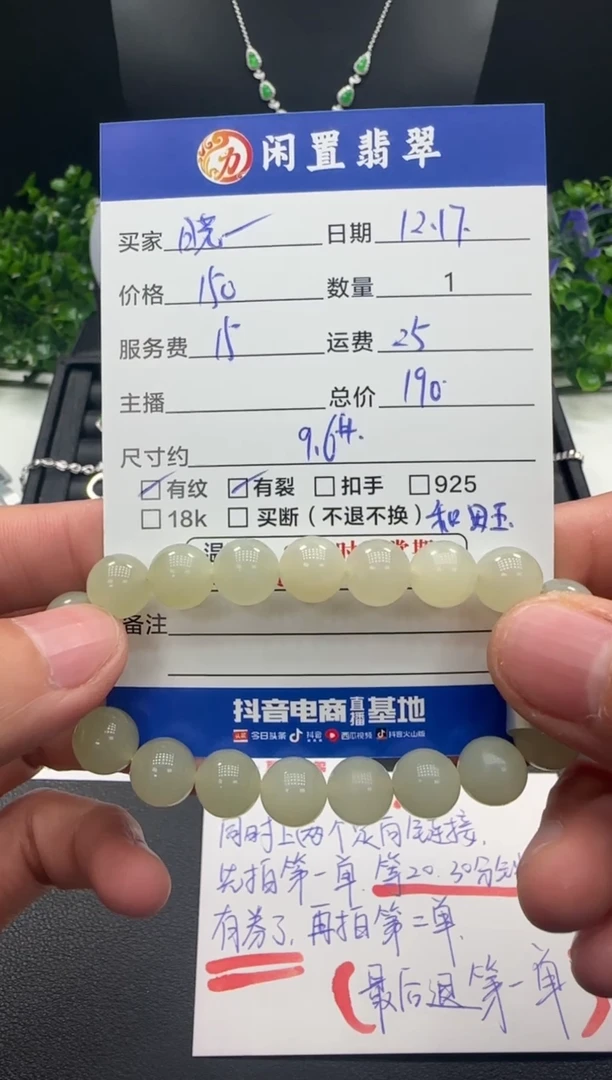 力 闲置翡翠
买家 晓一 日期 12.17.
价格 150 数量 1
服务费 15 运费 25
主播 总价 190
尺寸约 9.6
有纹 有裂 扣手 925
18k 买断（不退不换）和田玉
备注
抖音电商直播基地
头条 今日头条 抖音 西瓜视频 抖音火山版
同时上两个定向链接.
先拍第一单.等20.30分钟
有券了.再拍第二单.
(最后退第一单)